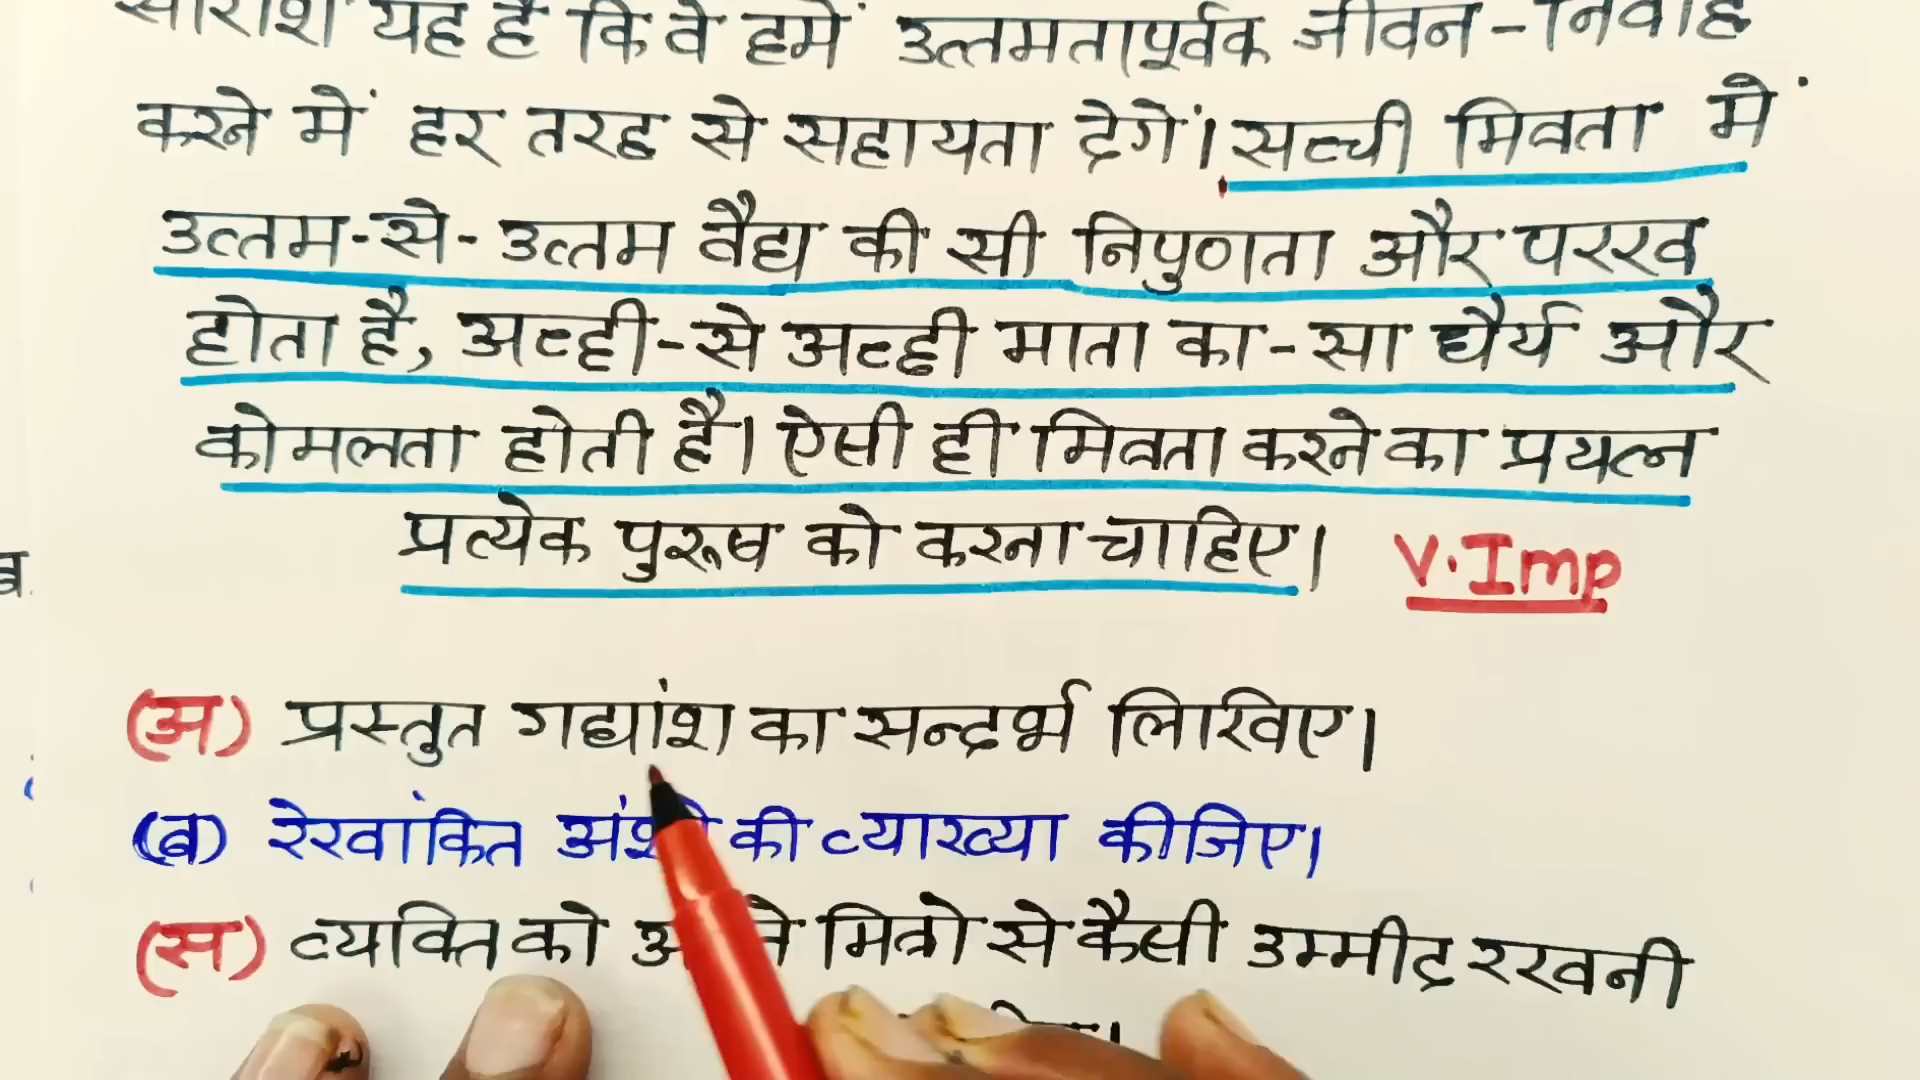 सारांश यह है कि वे हमें उत्तमतापूर्वक जीवन-निर्वाह
करने में हर तरह से सहायता देगें। सच्ची मित्रता में
उत्तम-से-उत्तम वैद्य की सी निपुणता और परख
होता है, अच्छी-से अच्छी माता का-सा धैर्य और
कोमलता होती है। ऐसी ही मित्रता करने का प्रयत्न
प्रत्येक पुरुष को करना चाहिए। V.Imp
(अ) प्रस्तुत गद्यांश का सन्दर्भ लिखिए।
(ब) रेखांकित अंशो की व्याख्या कीजिए।
(स) व्यक्ति को मित्रो से कैसी उम्मीद रखनी